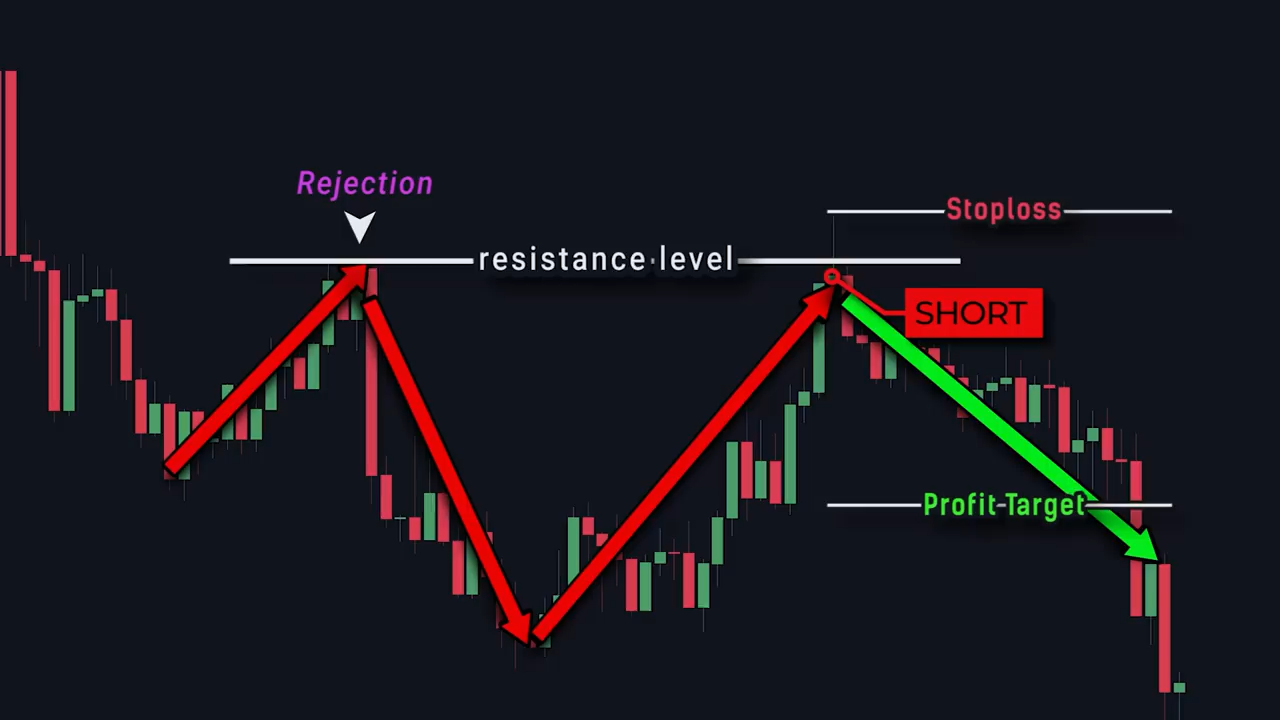 Rejection
Stoploss
resistance level
SHORT
Profit Target